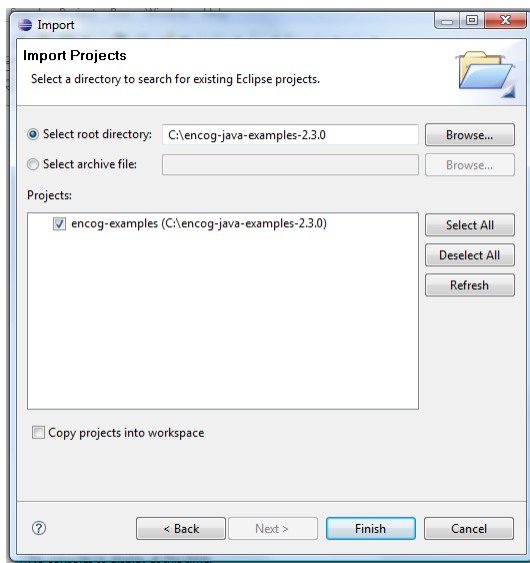 Import
Import Projects
Select a directory to search for existing Eclipse projects.
Select root directory: C:\encog-java-examples-2.3.0 Browse...
Select archive file: Browse...
Projects:
encog-examples (C:\encog-java-examples-2.3.0) Select All
Deselect All
Refresh
Copy projects into workspace
? < Back Next > Finish Cancel